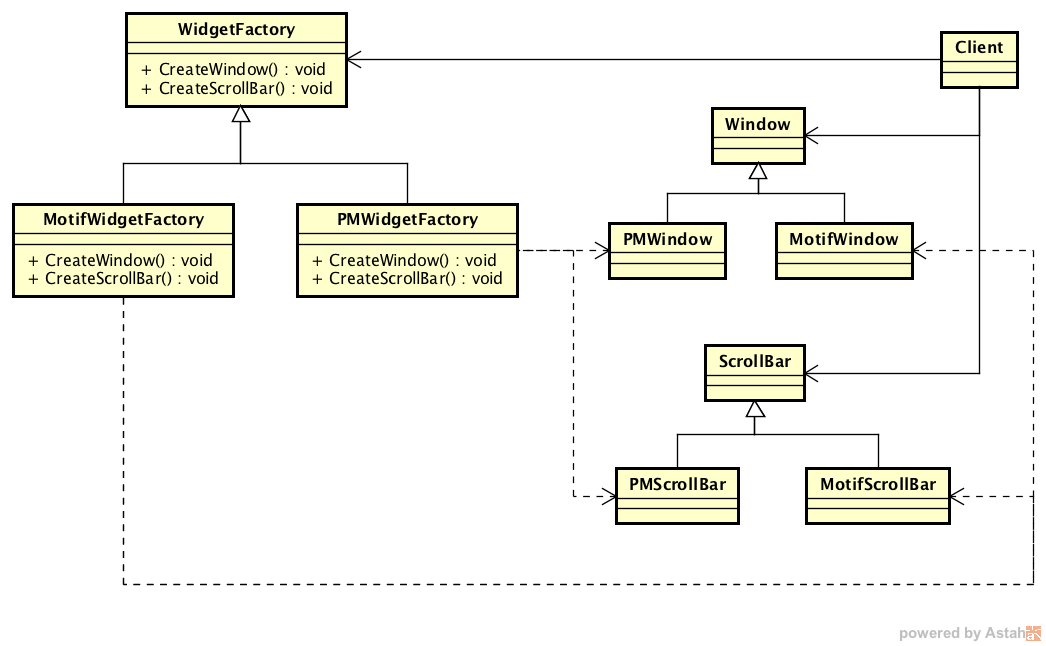 WidgetFactory
+ CreateWindow() : void
+ CreateScrollBar() : void
Client
Window
MotifWidgetFactory
+ CreateWindow() : void
+ CreateScrollBar() : void
PMWidgetFactory
+ CreateWindow() : void
+ CreateScrollBar() : void
PMWindow
MotifWindow
ScrollBar
PMScrollBar
MotifScrollBar
powered by Astah